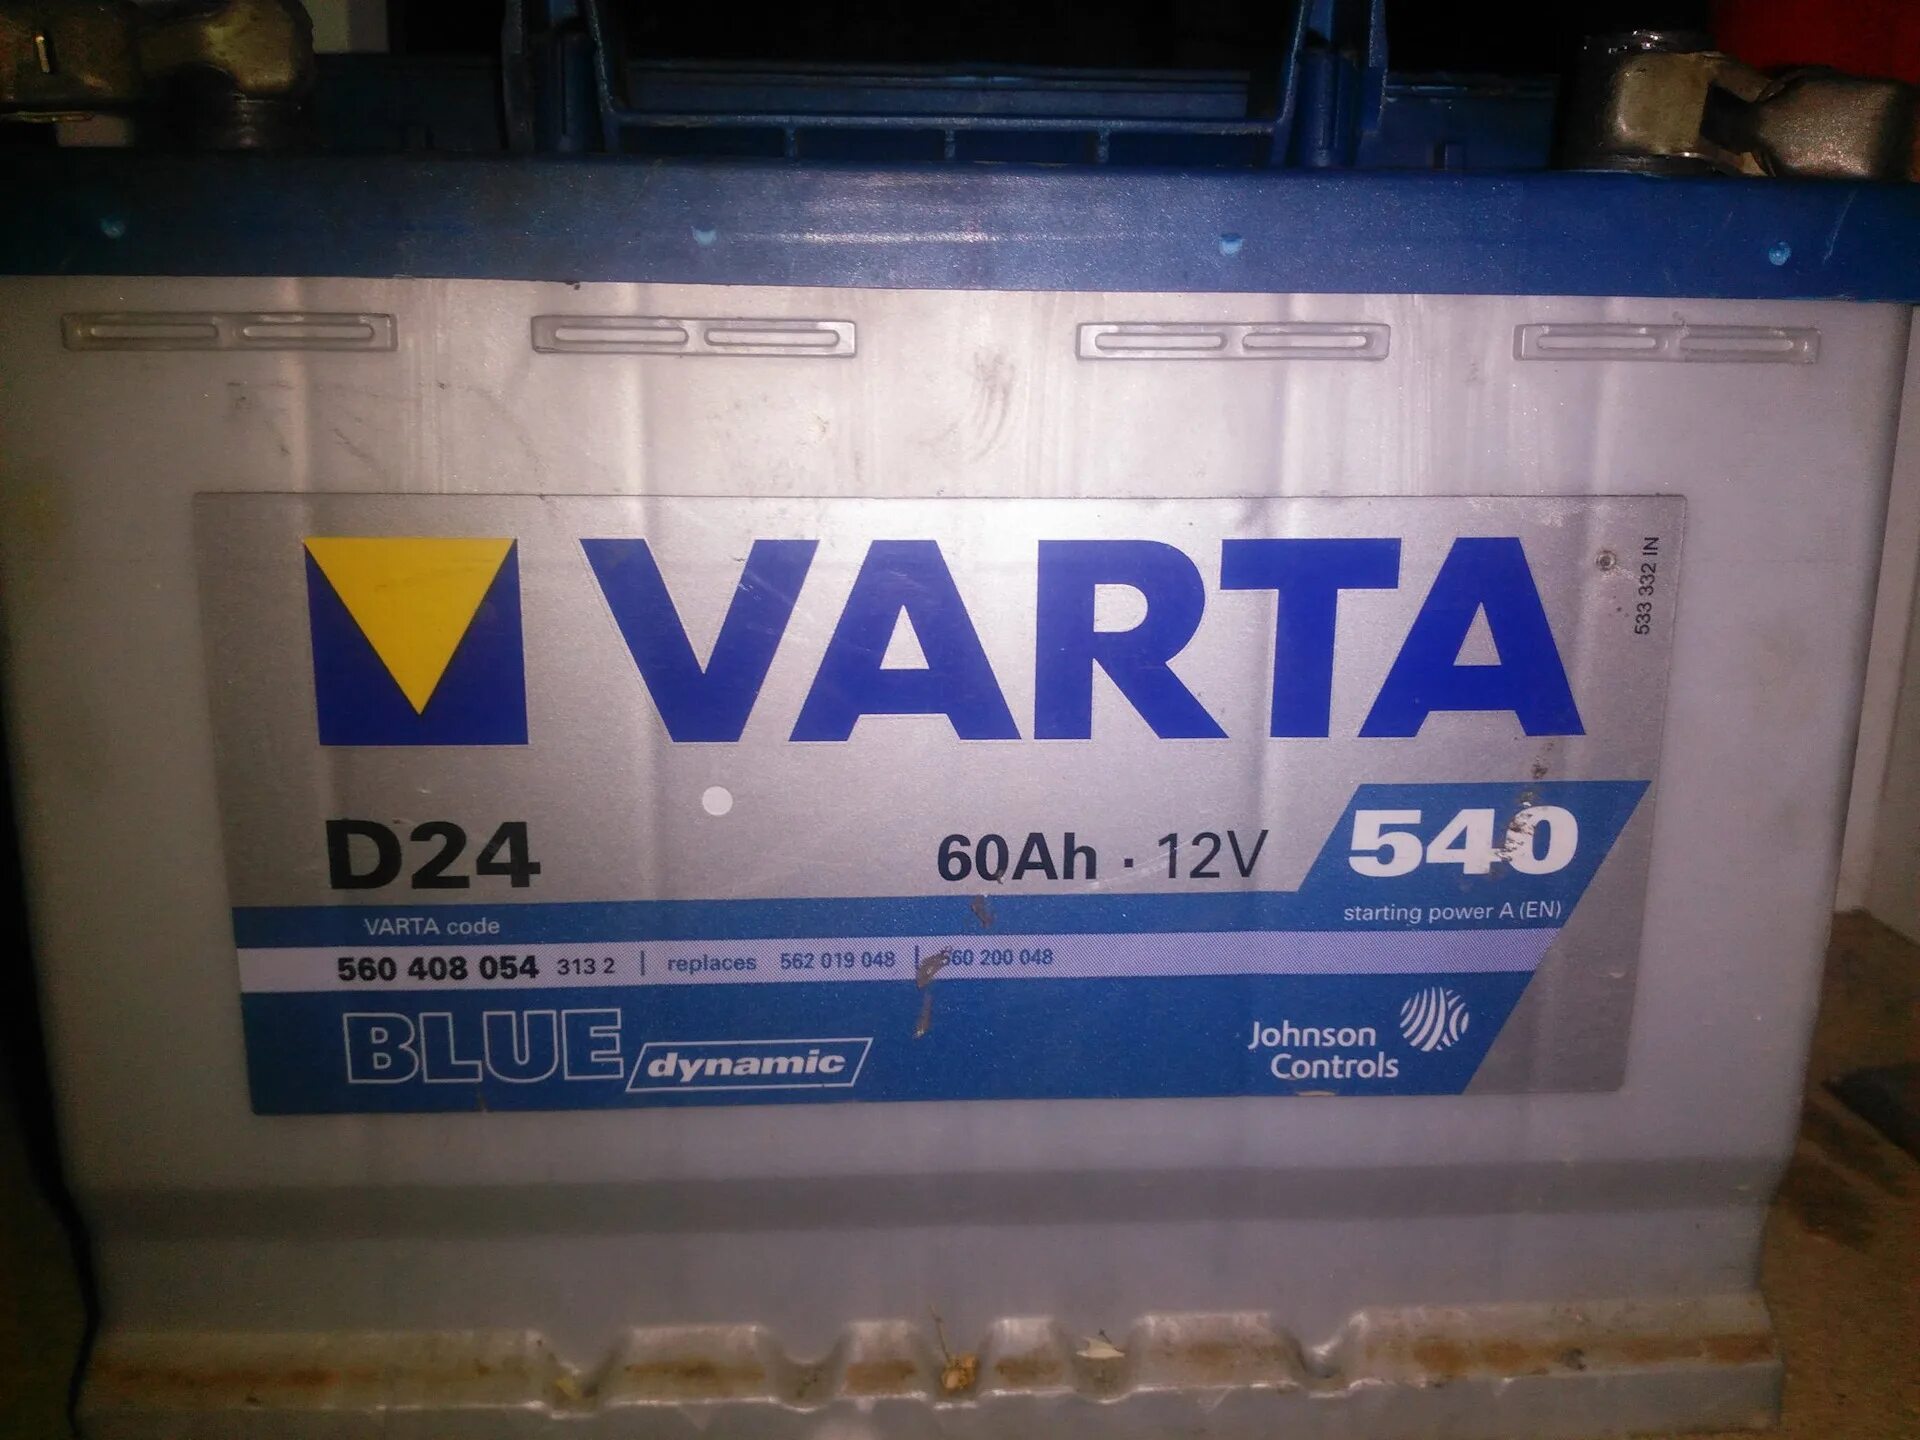 VARTA
533 332 IN
D24
60Ah · 12V
540
starting power A (EN)
VARTA code
560 408 054 313 2 | replaces 562 019 048 | 560 200 048
BLUE dynamic
Johnson
Controls